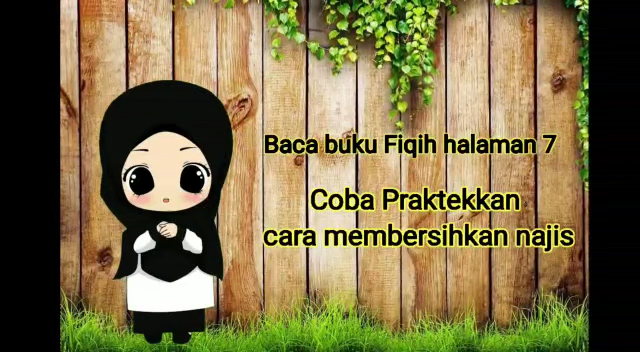 Baca buku Fiqih halaman 7
Coba Praktekkan
cara membersihkan najis